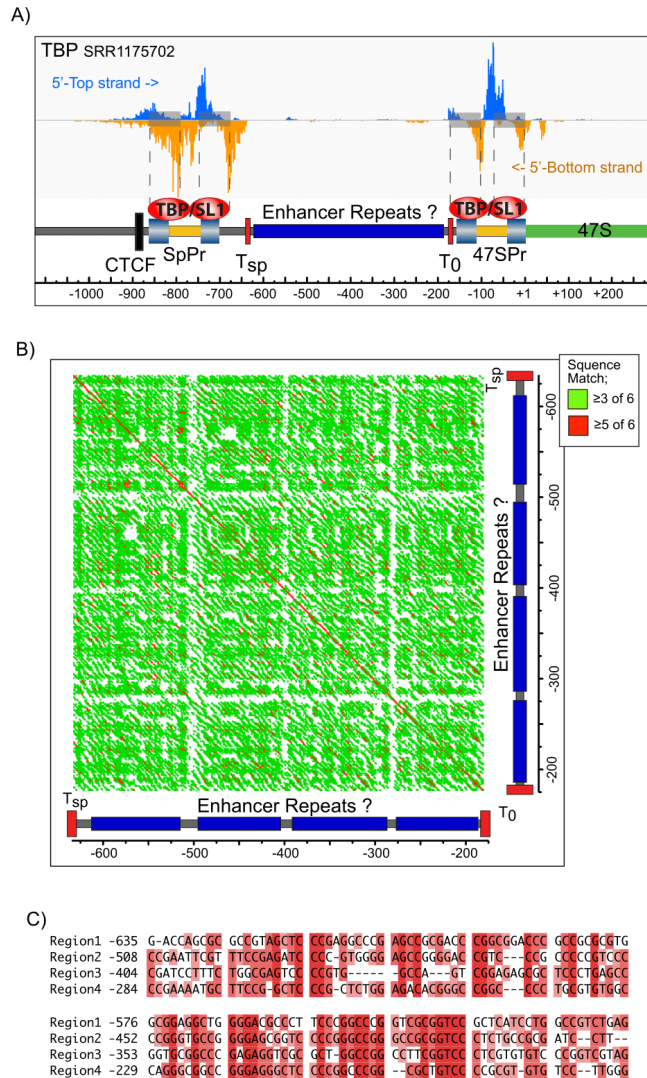 A)
TBP SRR1175702
5'-Top strand ->
<- 5'-Bottom strand
TBP/SL1
Enhancer Repeats ?
TBP/SL1
47S
CTCF
SpPr
Tsp
T0
47SPr
-1000 -900 -800 -700 -600 -500 -400 -300 -200 -100 +1 +100 +200
B)
Squence
Match;
≥3 of 6
≥5 of 6
Tsp
-600
-500
Enhancer Repeats ?
-400
-300
-200
Tsp
Enhancer Repeats ?
T0
-600 -500 -400 -300 -200
C)
Region1 -635 G-ACCAGCGC GCCGTAGCTC CCCGAGGCCCG AGCCGCGACC CGGCGGACCC GCCGCGCGTG
Region2 -508 CCGAATTCGT TTTCCGAGATC CCC-GTGGGG AGCCGGGGAC CGTC---CCG CCCCCGTCCC
Region3 -404 CGATCCTTTC TGGCGAGTCC CCGTG----- GCCA---GT CGGAGAGCGC TCCCTGAGCC
Region4 -284 CCGAAAATGC TTCCG-GCTC CCG-CTCTGG AGACACGGGC CGGC---CCC TGCGTGTGGC
Region1 -576 GCGGAGGCTG GGGACGCCCT TCCCGGCCCG GTCGCGGTCC GCTCATCCTG GCCGTCTGAG
Region2 -452 CCGGGTGCCG GGGAGCGGTC CCCGGGCCGG GCCGCGGTCC CTCTGCCGCG ATC--CTT--
Region3 -353 GGTGCGGCCC GAGAGGTCGC GCT-GGCCGG CCTTCGGTCC CTCGTGTGTC CCGGTCGTAG
Region4 -229 CAGGGCGGCC GGGAGGGCTC CCCGGCCCGG --CGCTGTCC CCGCGT-GTG TCC--TTGGG